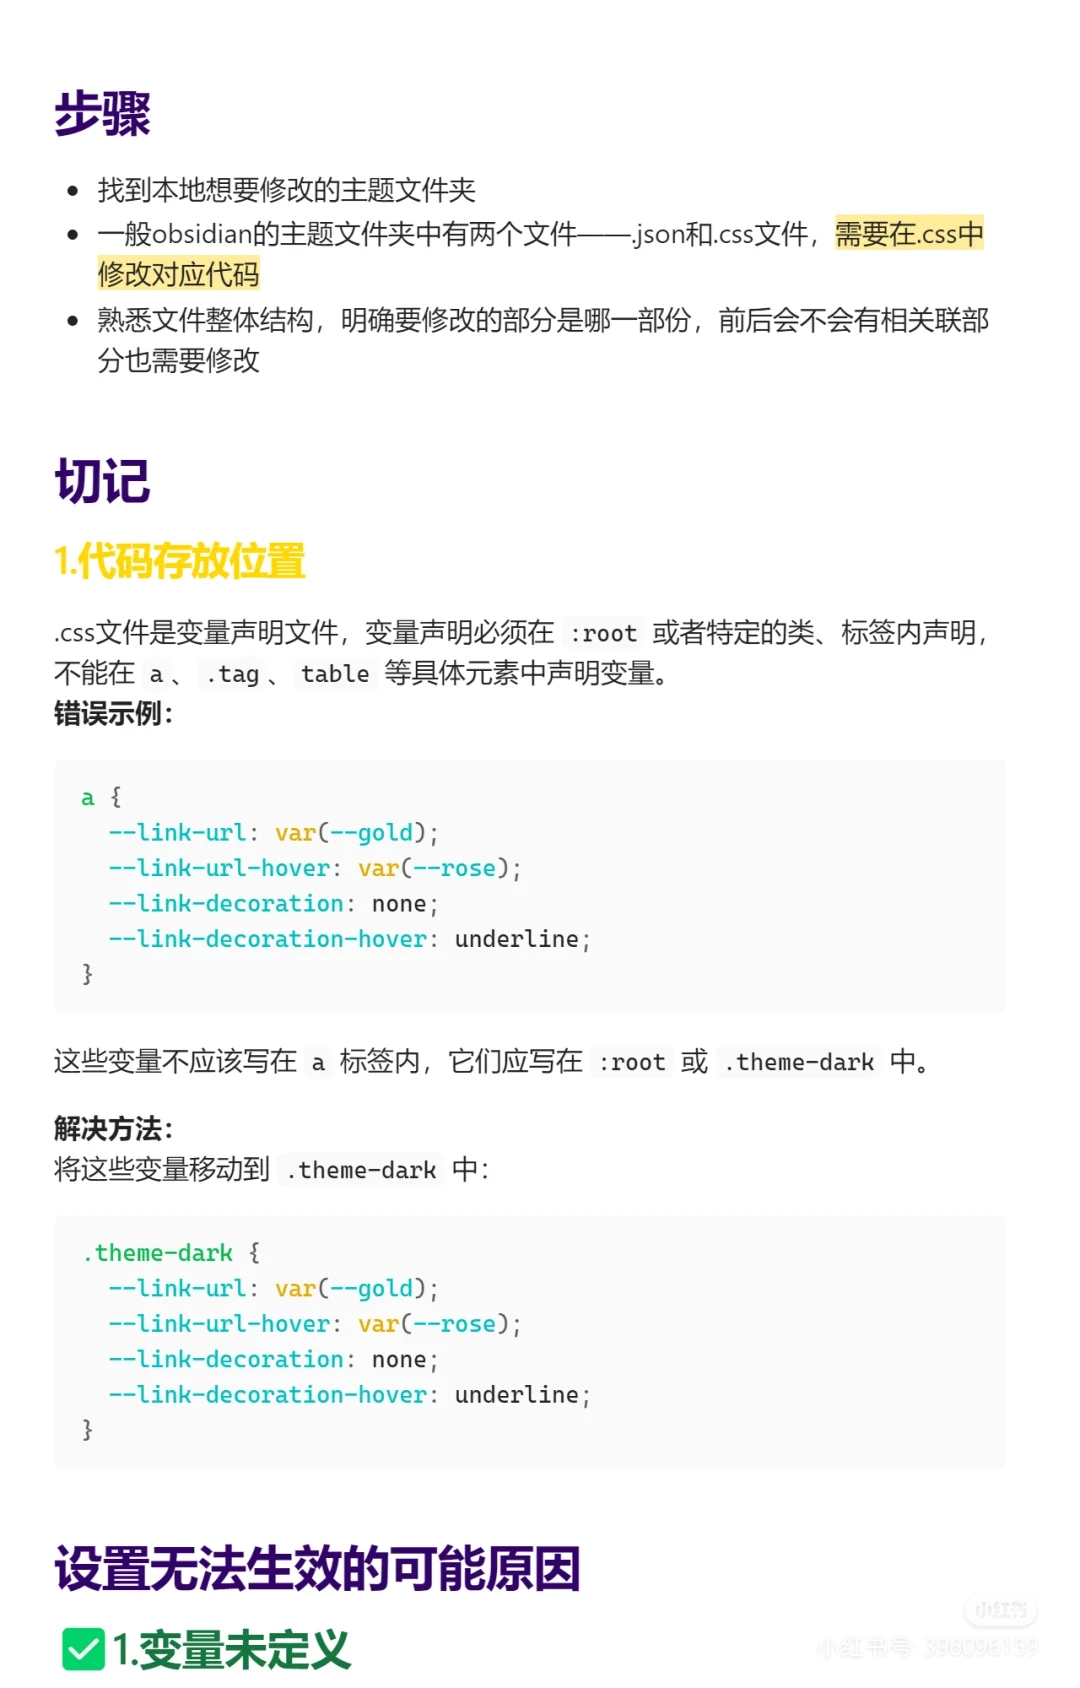 步骤
• 找到本地想要修改的主题文件夹
• 一般obsidian的主题文件夹中有两个文件——.json和.css文件，需要在.css中
修改对应代码
• 熟悉文件整体结构，明确要修改的部分是哪一部份，前后会不会有相关联部
分也需要修改
切记
1.代码存放位置
.css文件是变量声明文件，变量声明必须在 :root 或者特定的类、标签内声明，
不能在 a 、 .tag 、 table 等具体元素中声明变量。
错误示例：
a {
  --link-url: var(--gold);
  --link-url-hover: var(--rose);
  --link-decoration: none;
  --link-decoration-hover: underline;
}
这些变量不应该写在 a 标签内，它们应写在 :root 或 .theme-dark 中。
解决方法：
将这些变量移动到 .theme-dark 中：
.theme-dark {
  --link-url: var(--gold);
  --link-url-hover: var(--rose);
  --link-decoration: none;
  --link-decoration-hover: underline;
}
设置无法生效的可能原因
✅1.变量未定义
小红书
小红书号: 396096159